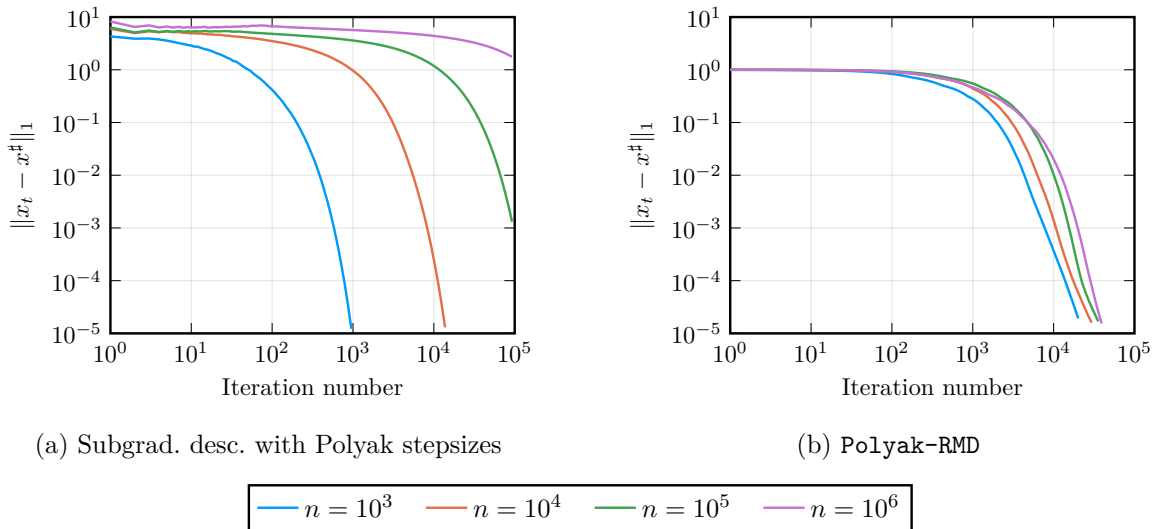 ‖x_t − x^♯‖_1
10^1
10^0
10^{-1}
10^{-2}
10^{-3}
10^{-4}
10^{-5}
10^0 10^1 10^2 10^3 10^4 10^5
Iteration number
(a) Subgrad. desc. with Polyak stepsizes
‖x_t − x^♯‖_1
10^1
10^0
10^{-1}
10^{-2}
10^{-3}
10^{-4}
10^{-5}
10^0 10^1 10^2 10^3 10^4 10^5
Iteration number
(b) Polyak-RMD
n = 10^3 n = 10^4 n = 10^5 n = 10^6